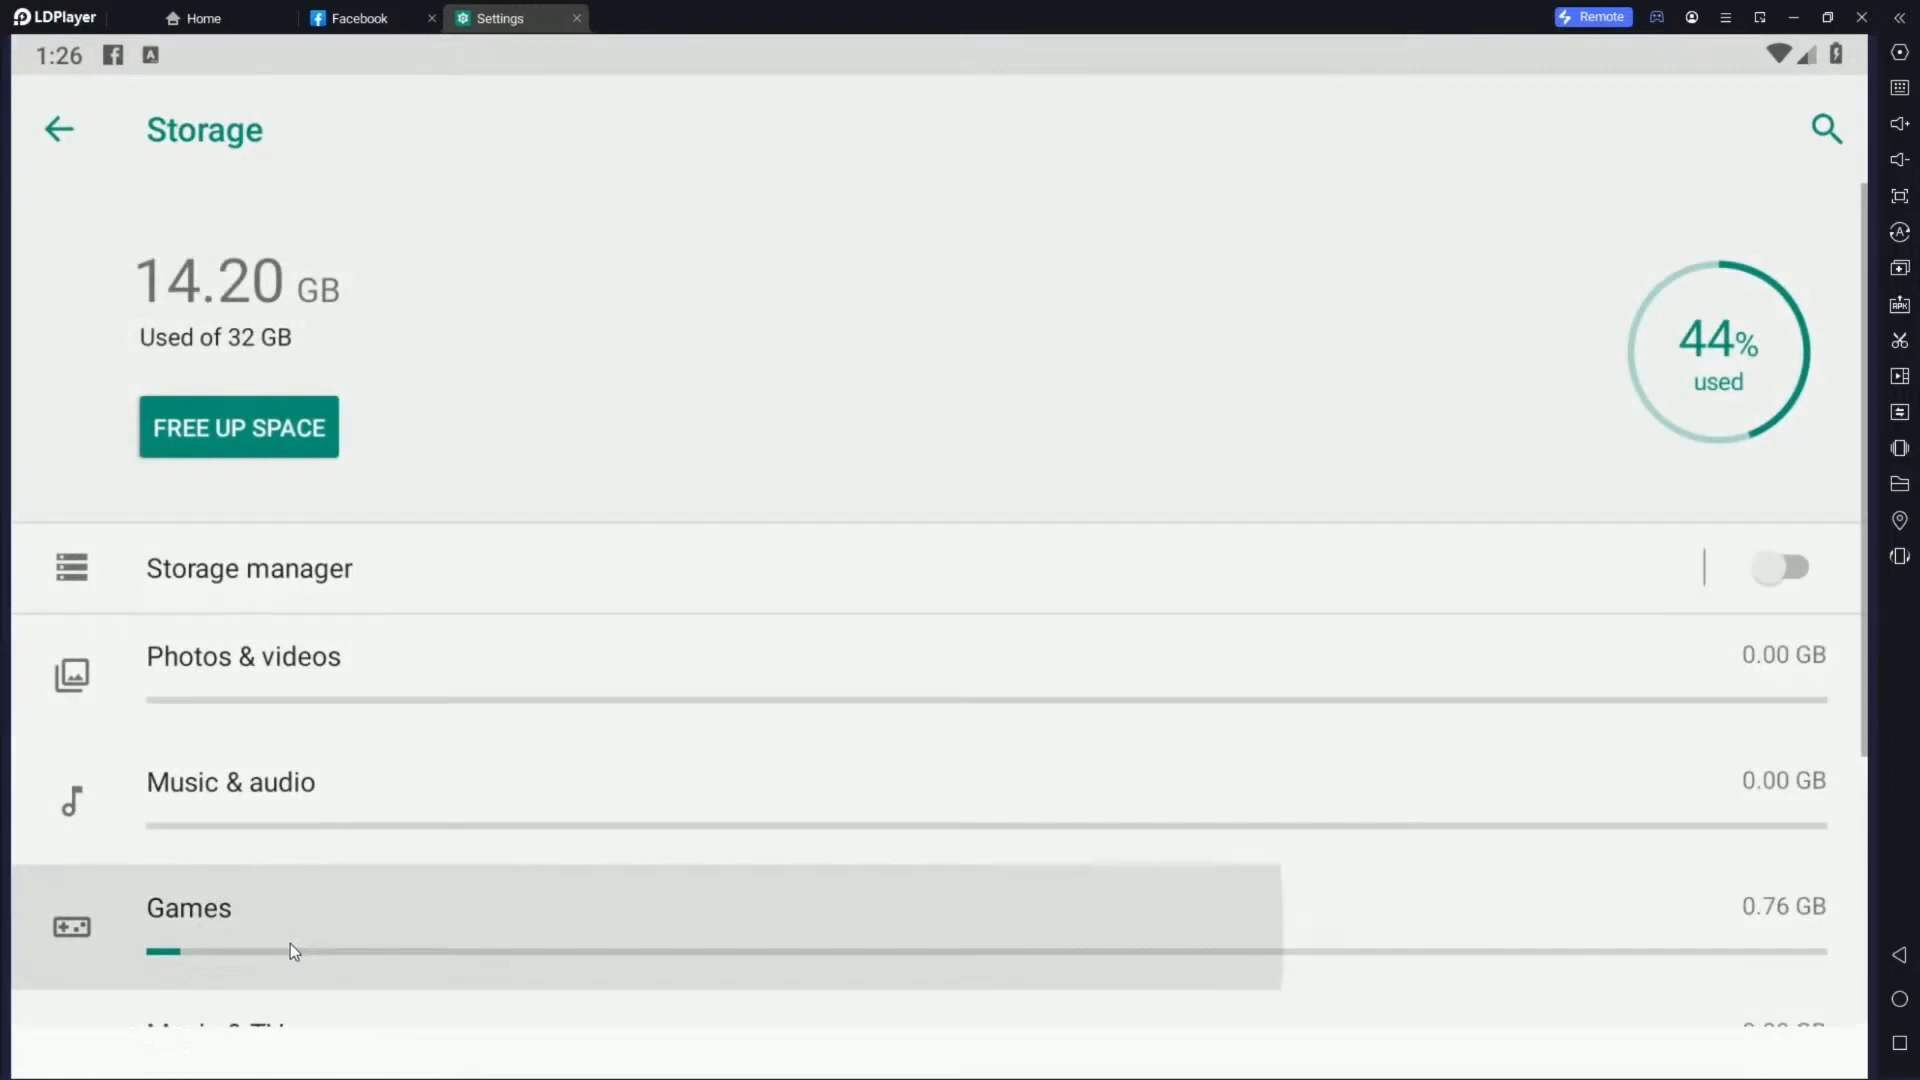 LDPlayer
Home
Facebook
Settings
Remote
1:26
Storage
14.20 GB
Used of 32 GB
44%
used
FREE UP SPACE
Storage manager
Photos & videos
0.00 GB
Music & audio
0.00 GB
Games
0.76 GB